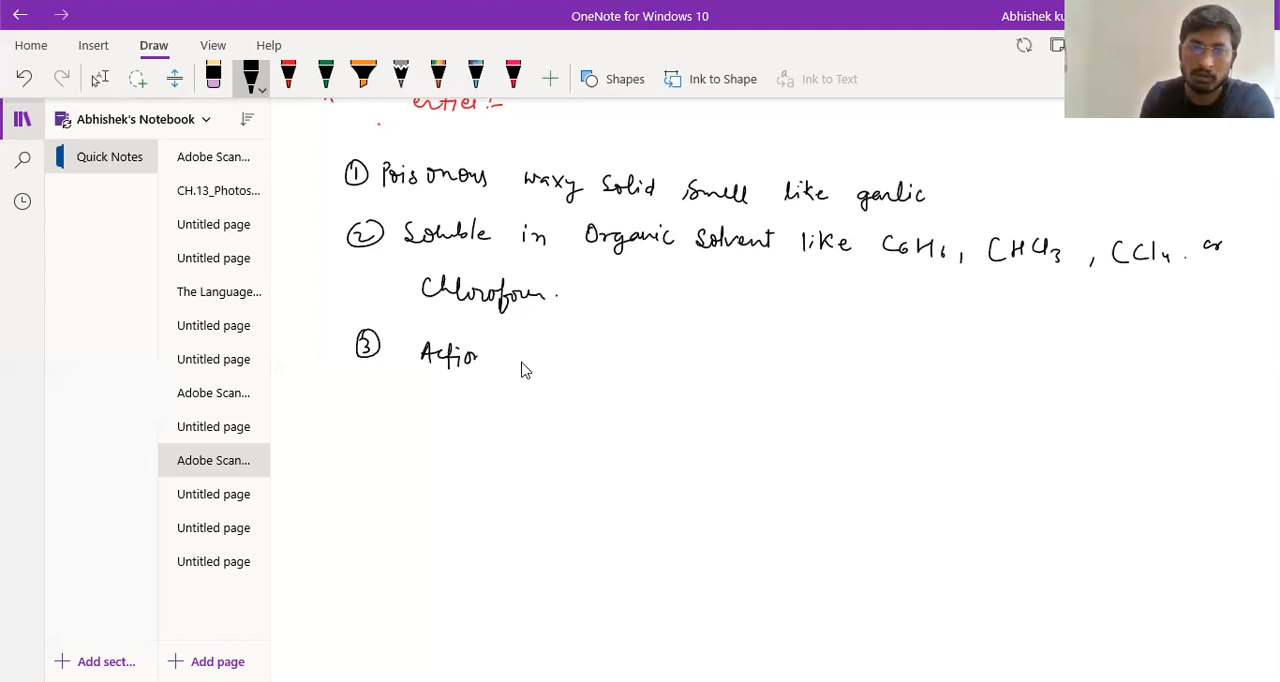 OneNote for Windows 10
Abhishek ku
Home Insert Draw View Help
Shapes Ink to Shape Ink to Text
Abhishek's Notebook
Quick Notes
Adobe Scan...
CH.13_Photos...
Untitled page
Untitled page
The Language...
Untitled page
Untitled page
Adobe Scan...
Untitled page
Adobe Scan...
Untitled page
Untitled page
Untitled page
Add sect...
Add page
① Poisonous waxy solid smell like garlic
② Soluble in Organic Solvent like C6H6, CHCl3, CCl4. or
Chloroform.
③ Action